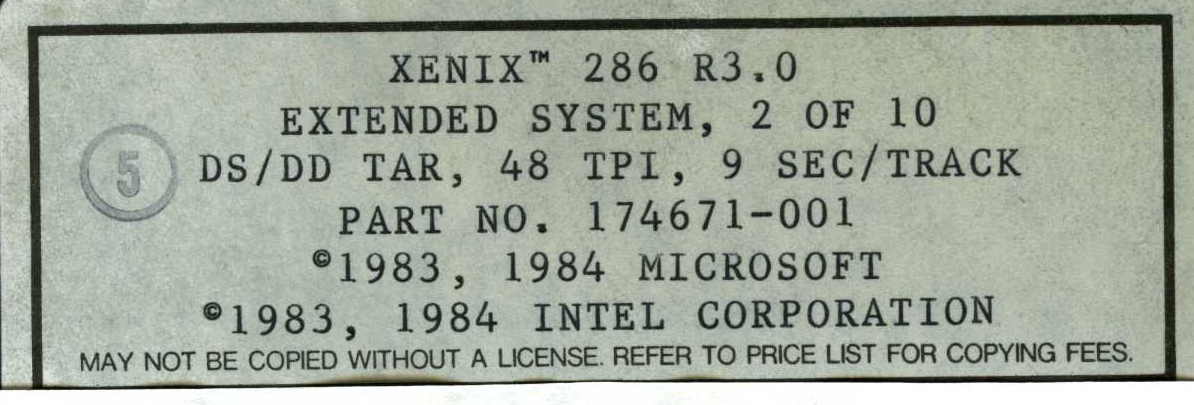 XENIX™ 286 R3.0
EXTENDED SYSTEM, 2 OF 10
5
DS/DD TAR, 48 TPI, 9 SEC/TRACK
PART NO. 174671-001
©1983, 1984 MICROSOFT
©1983, 1984 INTEL CORPORATION
MAY NOT BE COPIED WITHOUT A LICENSE. REFER TO PRICE LIST FOR COPYING FEES.